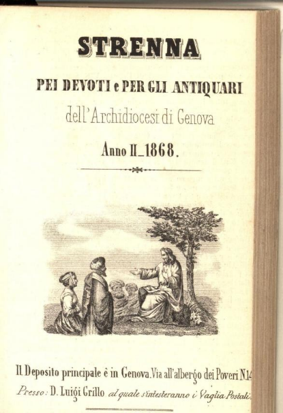 STRENNA
PEI DEVOTI e PER GLI ANTIQUARI
dell'Archidiocesi di Genova
Anno II_1868.
Il Deposito principale è in Genova. Via all'albergo dei Poveri N.14
Presso: D. Luigi Grillo al quale s'intesteranno i Vaglia Postali.